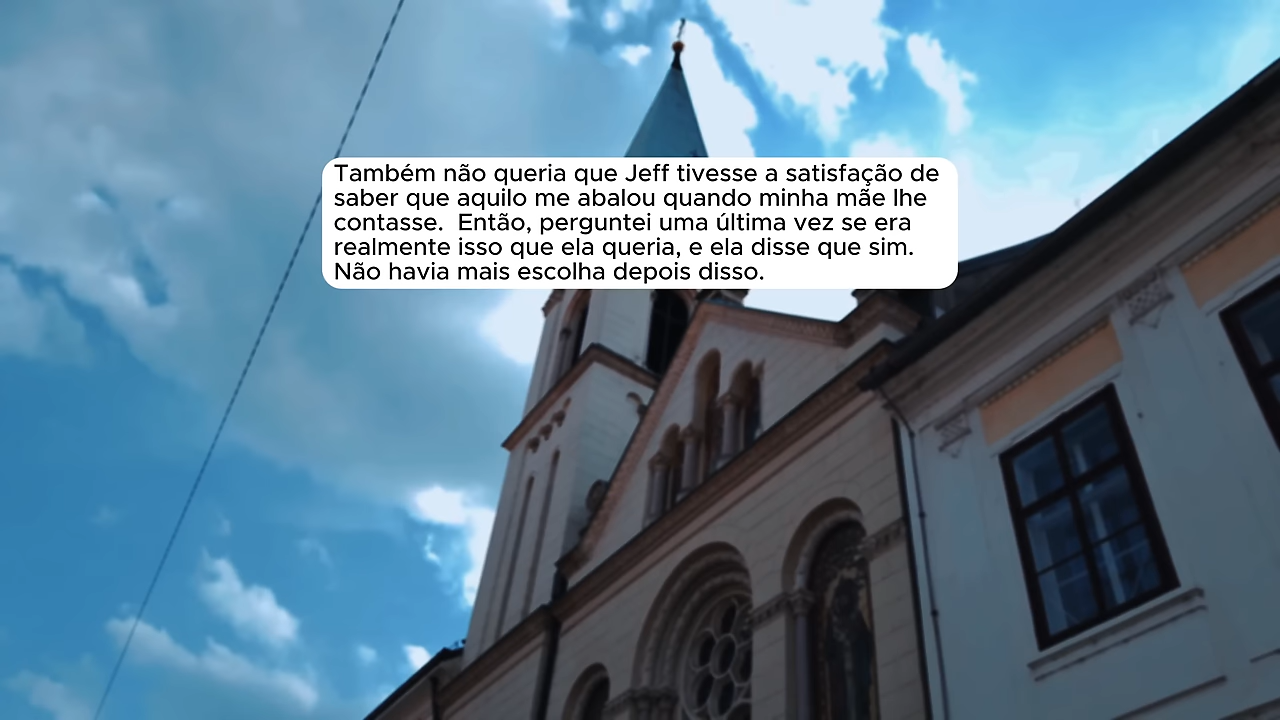 Também não queria que Jeff tivesse a satisfação de
saber que aquilo me abalou quando minha mãe lhe
contasse.  Então, perguntei uma última vez se era
realmente isso que ela queria, e ela disse que sim.
Não havia mais escolha depois disso.